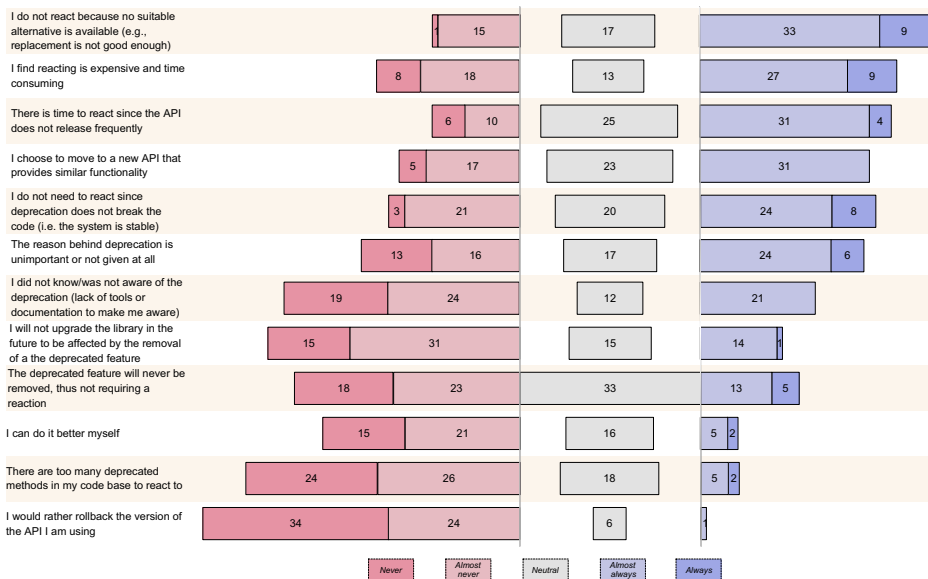 I do not react because no suitable
alternative is available (e.g.,
replacement is not good enough)
1 15 17 33 9
I find reacting is expensive and time
consuming
8 18 13 27 9
There is time to react since the API
does not release frequently
6 10 25 31 4
I choose to move to a new API that
provides similar functionality
5 17 23 31
I do not need to react since
deprecation does not break the
code (i.e. the system is stable)
3 21 20 24 8
The reason behind deprecation is
unimportant or not given at all
13 16 17 24 6
I did not know/was not aware of the
deprecation (lack of tools or
documentation to make me aware)
19 24 12 21
I will not upgrade the library in the
future to be affected by the removal
of a the deprecated feature
15 31 15 14 1
The deprecated feature will never be
removed, thus not requiring a
reaction
18 23 33 13 5
I can do it better myself
15 21 16 5 2
There are too many deprecated
methods in my code base to react to
24 26 18 5 2
I would rather rollback the version of
the API I am using
34 24 6 1
Never
Almost
never
Neutral
Almost
always
Always